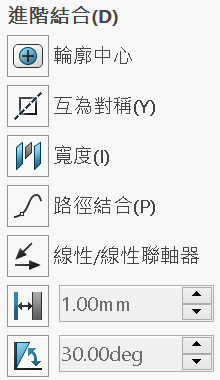 進階結合(D)
輪廓中心
互為對稱(Y)
寬度(I)
路徑結合(P)
線性/線性聯軸器
1.00mm
30.00deg